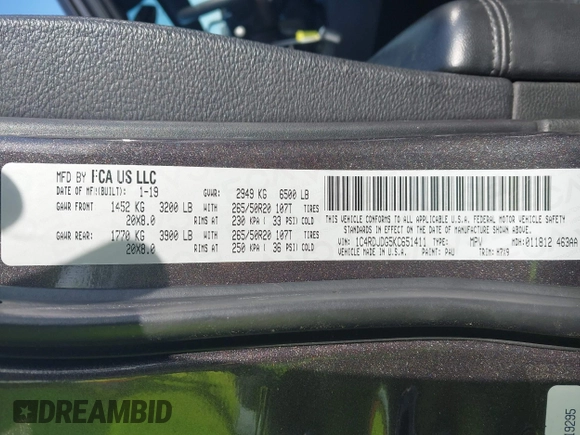 MFD BY FCA US LLC
DATE OF MFR(BUILT): 1-19 GVWR: 2949 KG 6500 LB
GAWR FRONT 1452 KG 3200 LB WITH 265/50R20 107T TIRES
20X8.0 RIMS AT 230 KPA( 33 PSI) COLD
GAWR REAR: 1770 KG 3900 LB WITH 265/50R20 107T TIRES
20X8.0 RIMS AT 250 KPA( 36 PSI) COLD
THIS VEHICLE CONFORMS TO ALL APPLICABLE U.S.A. FEDERAL MOTOR VEHICLE SAFETY
STANDARDS IN EFFECT ON THE DATE OF MANUFACTURE SHOWN ABOVE.
VIN: 1C4RDJDG5KC651411 TYPE: MPV MDH: 011812 463AA
VEHICLE MADE IN U.S.A. PAINT: PAU TRIM: H7X9
19295
DREAMBID